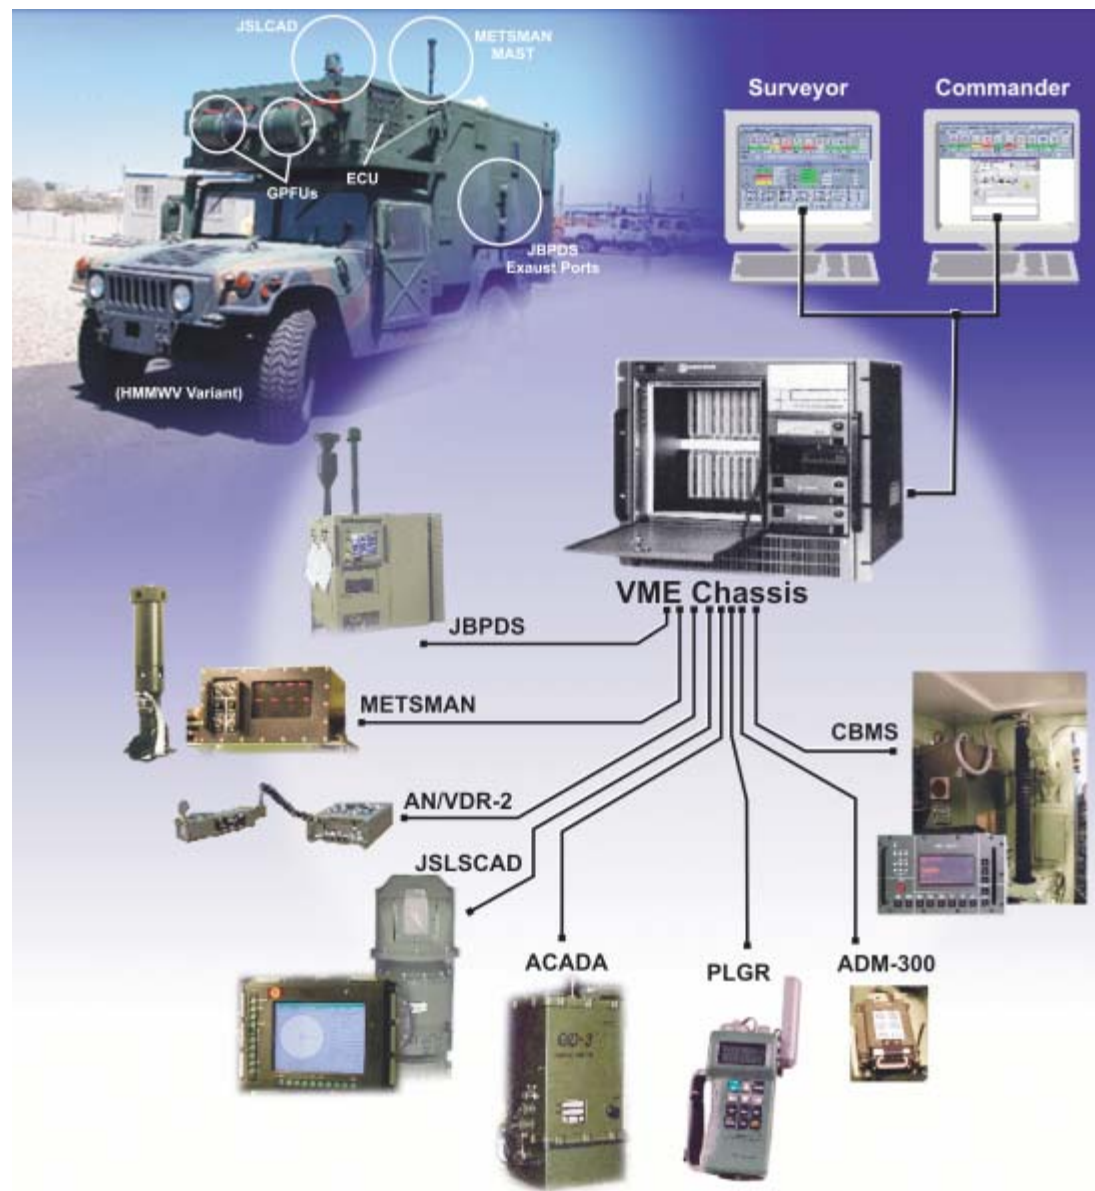 JSLCAD
METSMAN
MAST
Surveyor
Commander
GPFUs
ECU
JBPDS
Exaust Ports
(HMMWV Variant)
VME Chassis
JBPDS
METSMAN
CBMS
AN/VDR-2
JSLSCAD
ACADA
PLGR
ADM-300